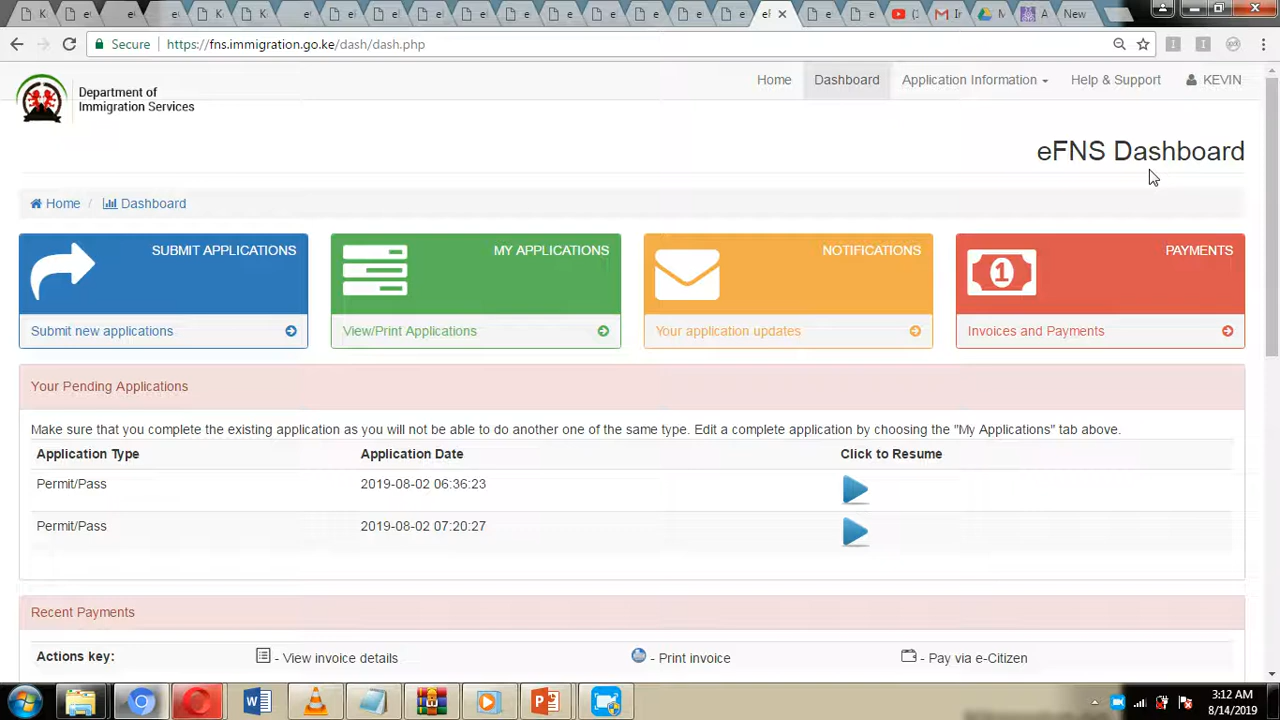 e
e
e
K
K
e
e
e
e
e
e
e
e
e
e
e
e
New
Secure
https://fns.immigration.go.ke/dash/dash.php
Department of
Immigration Services
Home
Dashboard
Application Information
Help & Support
KEVIN
eFNS Dashboard
Home / Dashboard
SUBMIT APPLICATIONS
Submit new applications
MY APPLICATIONS
View/Print Applications
NOTIFICATIONS
Your application updates
1
PAYMENTS
Invoices and Payments
Your Pending Applications
Make sure that you complete the existing application as you will not be able to do another one of the same type. Edit a complete application by choosing the "My Applications" tab above.
Application Type Application Date Click to Resume
Permit/Pass 2019-08-02 06:36:23
Permit/Pass 2019-08-02 07:20:27
Recent Payments
Actions key: - View invoice details - Print invoice - Pay via e-Citizen
3:12 AM
8/14/2019